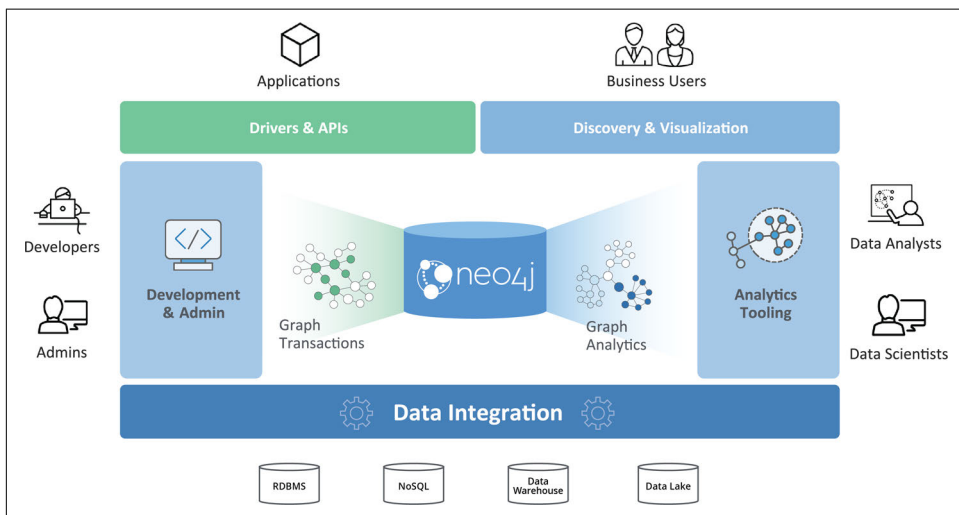 Applications
Business Users
Drivers & APIs
Discovery & Visualization
Developers
Admins
</>
Development
& Admin
Graph
Transactions
neo4j
Graph
Analytics
Analytics
Tooling
Data Analysts
Data Scientists
Data Integration
RDBMS
NoSQL
Data
Warehouse
Data Lake